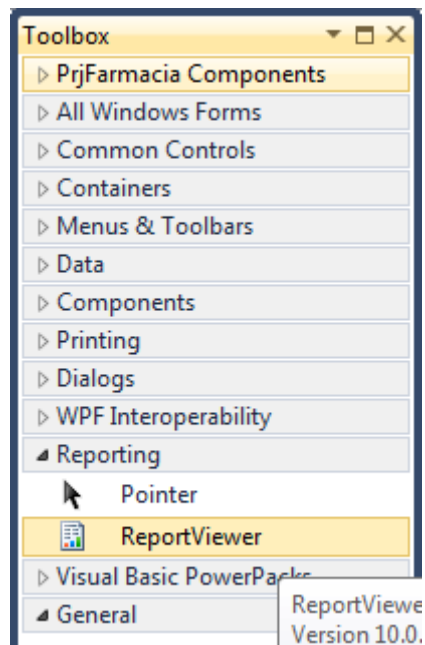 Toolbox
PrjFarmacia Components
All Windows Forms
Common Controls
Containers
Menus & Toolbars
Data
Components
Printing
Dialogs
WPF Interoperability
Reporting
Pointer
ReportViewer
Visual Basic PowerPacks
General
ReportViewe
Version 10.0.